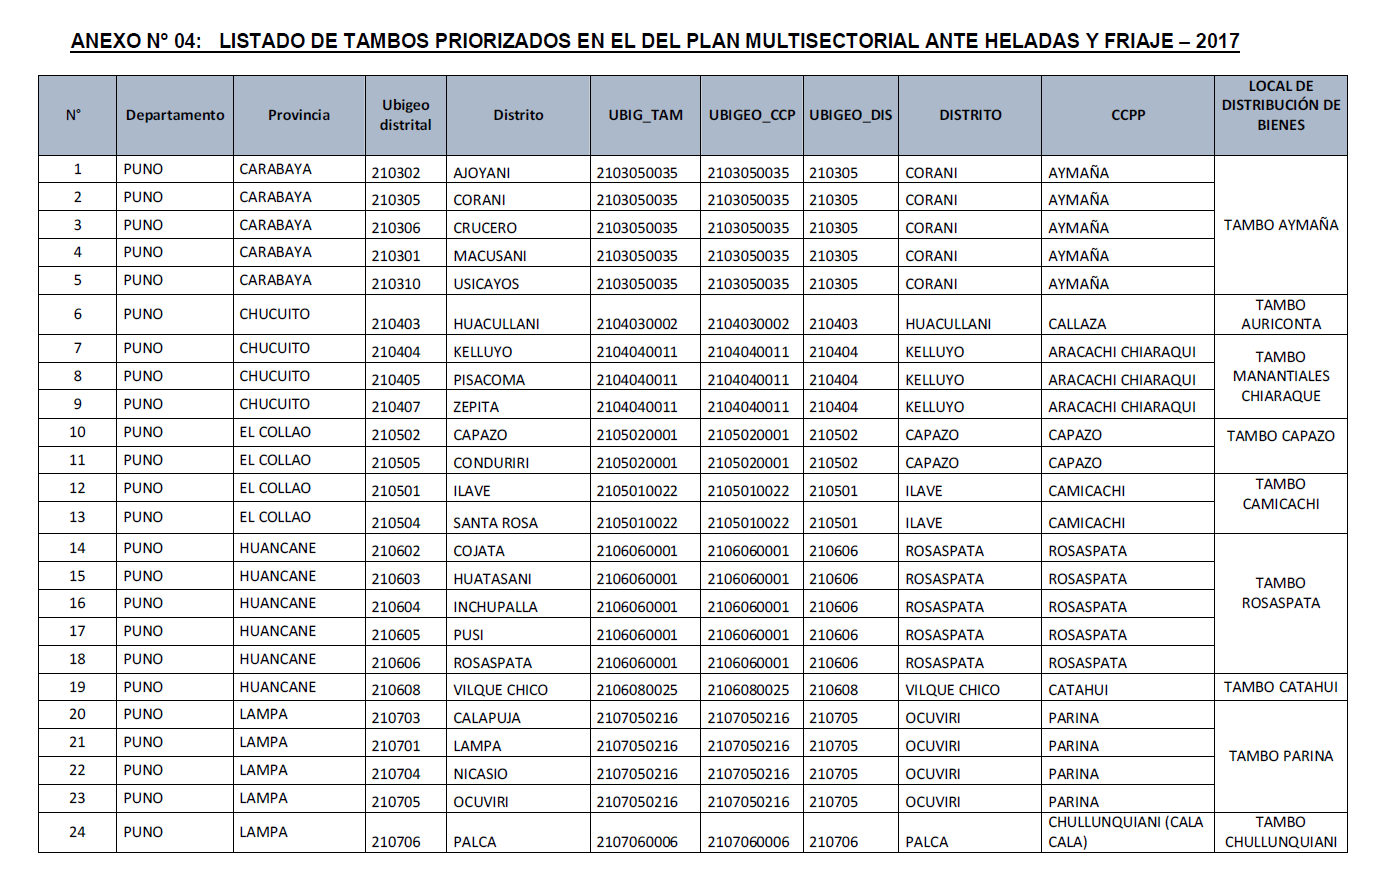 ANEXO N° 04: LISTADO DE TAMBOS PRIORIZADOS EN EL DEL PLAN MULTISECTORIAL ANTE HELADAS Y FRIAJE – 2017
N° Departamento Provincia Ubigeo distrital Distrito UBIG_TAM UBIGEO_CCP UBIGEO_DIS DISTRITO CCPP LOCAL DE DISTRIBUCIÓN DE BIENES
1 PUNO CARABAYA 210302 AJOYANI 2103050035 2103050035 210305 CORANI AYMAÑA TAMBO AYMAÑA
2 PUNO CARABAYA 210305 CORANI 2103050035 2103050035 210305 CORANI AYMAÑA
3 PUNO CARABAYA 210306 CRUCERO 2103050035 2103050035 210305 CORANI AYMAÑA
4 PUNO CARABAYA 210301 MACUSANI 2103050035 2103050035 210305 CORANI AYMAÑA
5 PUNO CARABAYA 210310 USICAYOS 2103050035 2103050035 210305 CORANI AYMAÑA
6 PUNO CHUCUITO 210403 HUACULLANI 2104030002 2104030002 210403 HUACULLANI CALLAZA TAMBO AURICONTA
7 PUNO CHUCUITO 210404 KELLUYO 2104040011 2104040011 210404 KELLUYO ARACACHI CHIARAQUI TAMBO MANANTIALES CHIARAQUE
8 PUNO CHUCUITO 210405 PISACOMA 2104040011 2104040011 210404 KELLUYO ARACACHI CHIARAQUI
9 PUNO CHUCUITO 210407 ZEPITA 2104040011 2104040011 210404 KELLUYO ARACACHI CHIARAQUI
10 PUNO EL COLLAO 210502 CAPAZO 2105020001 2105020001 210502 CAPAZO CAPAZO TAMBO CAPAZO
11 PUNO EL COLLAO 210505 CONDURIRI 2105020001 2105020001 210502 CAPAZO CAPAZO
12 PUNO EL COLLAO 210501 ILAVE 2105010022 2105010022 210501 ILAVE CAMICACHI TAMBO CAMICACHI
13 PUNO EL COLLAO 210504 SANTA ROSA 2105010022 2105010022 210501 ILAVE CAMICACHI
14 PUNO HUANCANE 210602 COJATA 2106060001 2106060001 210606 ROSASPATA ROSASPATA TAMBO ROSASPATA
15 PUNO HUANCANE 210603 HUATASANI 2106060001 2106060001 210606 ROSASPATA ROSASPATA
16 PUNO HUANCANE 210604 INCHUPALLA 2106060001 2106060001 210606 ROSASPATA ROSASPATA
17 PUNO HUANCANE 210605 PUSI 2106060001 2106060001 210606 ROSASPATA ROSASPATA
18 PUNO HUANCANE 210606 ROSASPATA 2106060001 2106060001 210606 ROSASPATA ROSASPATA
19 PUNO HUANCANE 210608 VILQUE CHICO 2106080025 2106080025 210608 VILQUE CHICO CATAHUI TAMBO CATAHUI
20 PUNO LAMPA 210703 CALAPUJA 2107050216 2107050216 210705 OCUVIRI PARINA TAMBO PARINA
21 PUNO LAMPA 210701 LAMPA 2107050216 2107050216 210705 OCUVIRI PARINA
22 PUNO LAMPA 210704 NICASIO 2107050216 2107050216 210705 OCUVIRI PARINA
23 PUNO LAMPA 210705 OCUVIRI 2107050216 2107050216 210705 OCUVIRI PARINA
24 PUNO LAMPA 210706 PALCA 2107060006 2107060006 210706 PALCA CHULLUNQUIANI (CALA CALA) TAMBO CHULLUNQUIANI